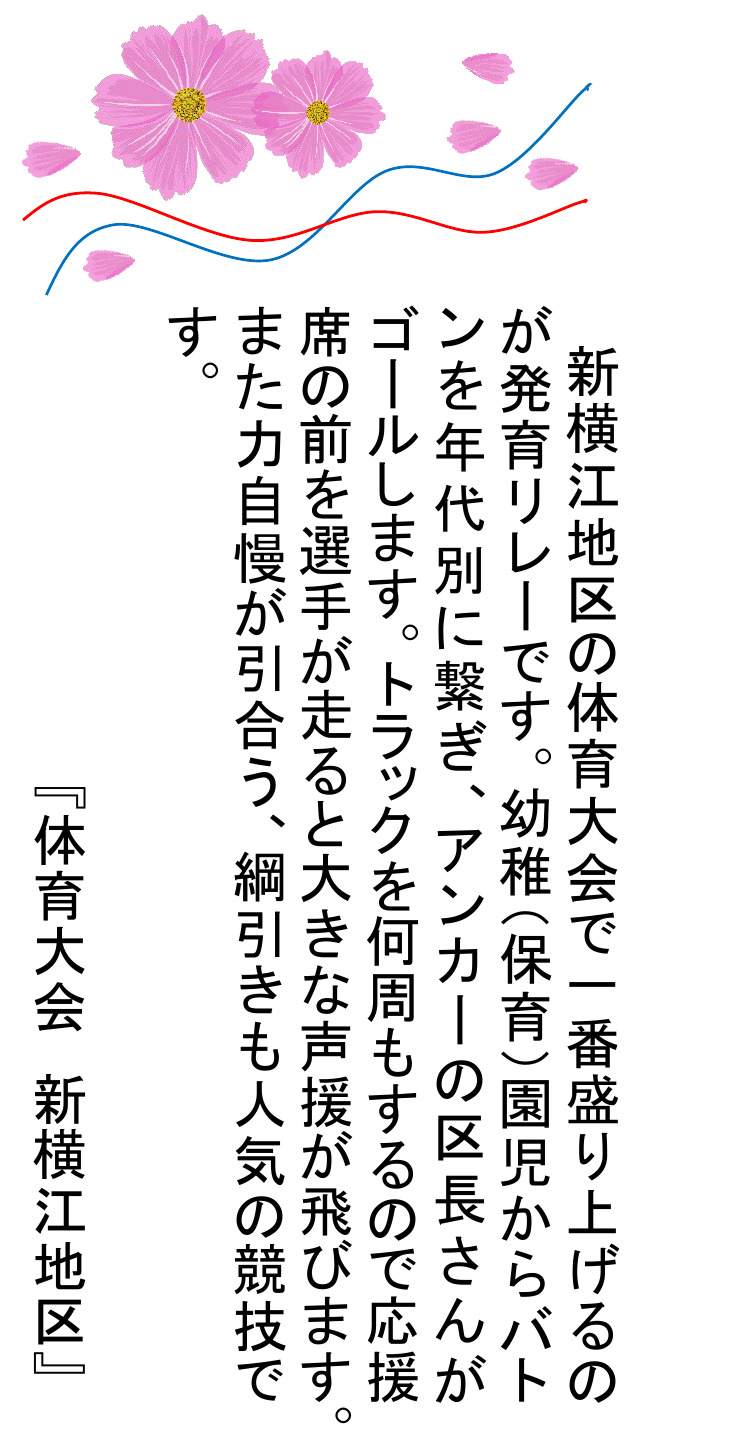 新横江地区の体育大会で一番盛り上げるの
が発育リレーです。幼稚（保育）園児からバト
ンを年代別に繋ぎ、アンカーの区長さんが
ゴールします。トラックを何周もするので応援
席の前を選手が走ると大きな声援が飛びます。
また力自慢が引合う、綱引きも人気の競技で
す。
『体育大会　新横江地区』